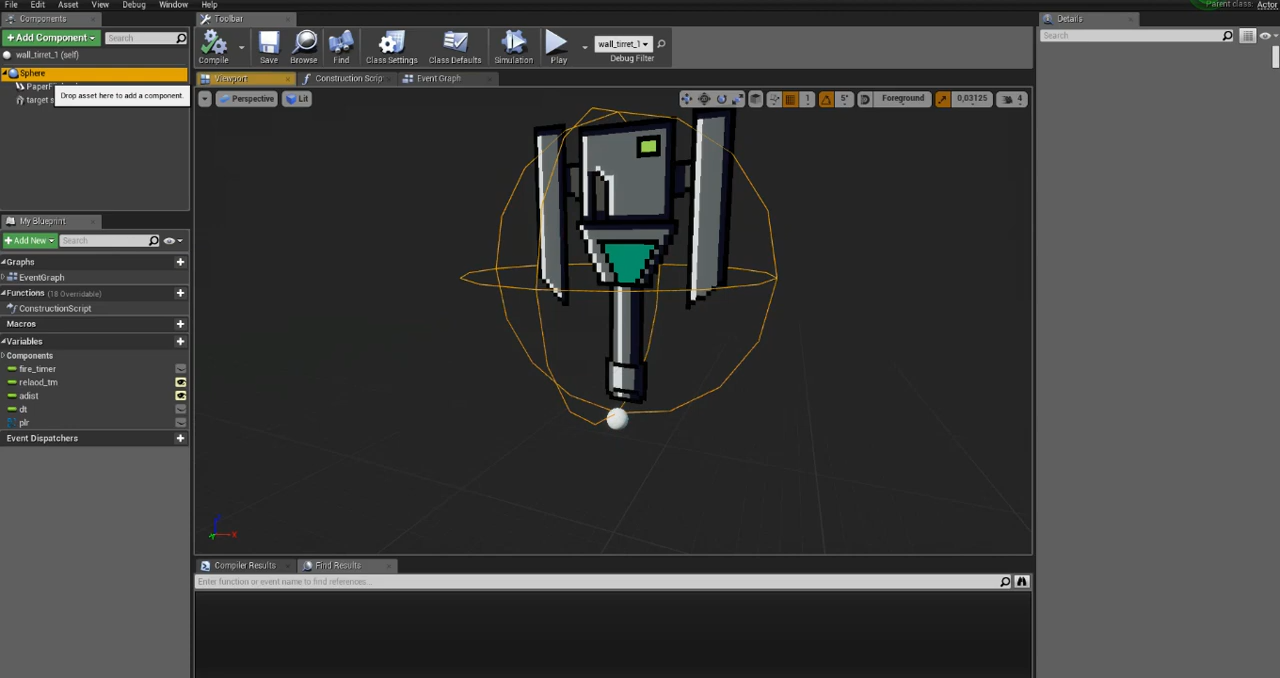 File Edit Asset View Debug Window Help
Parent class: Actor
Components
Toolbar
Details
+ Add Component
Search
Search
wall_tirret_1 (self)
Compile
Save
Browse
Find
Class Settings
Class Defaults
Simulation
Play
wall_tirret_1
Debug Filter
Sphere
Drop asset here to add a component.
target s
Viewport
Construction Scrip
Event Graph
Perspective
Lit
1
5°
Foreground
0,03125
4
My Blueprint
+ Add New
Search
Graphs
EventGraph
Functions (18 Overridable)
ConstructionScript
Macros
Variables
Components
fire_timer
relaod_tm
adist
dt
plr
Event Dispatchers
Compiler Results
Find Results
Enter function or event name to find references...